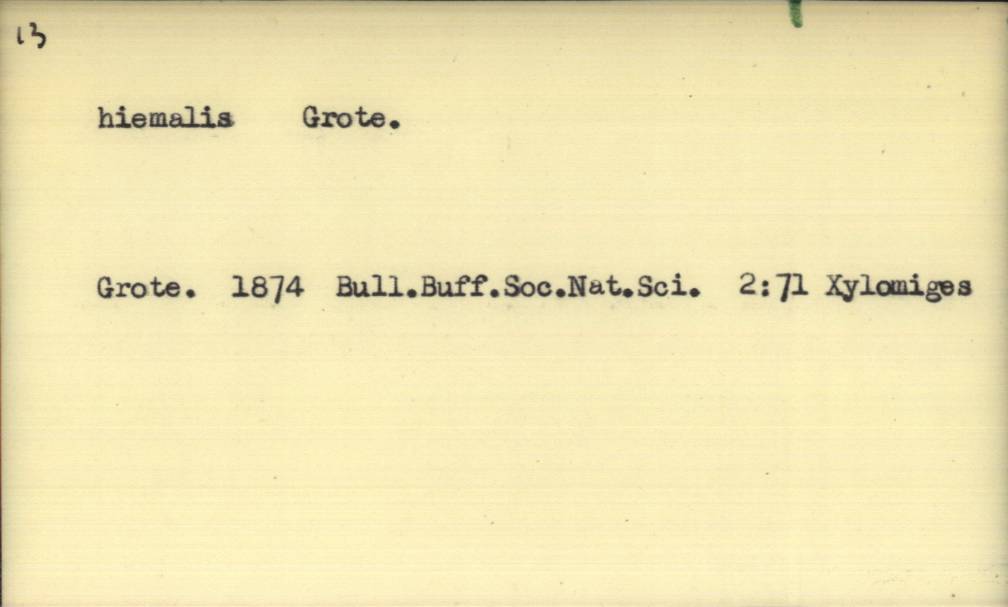 13
hiemalis Grote.
Grote. 1874 Bull.Buff.Soc.Nat.Sci. 2:71 Xylomiges